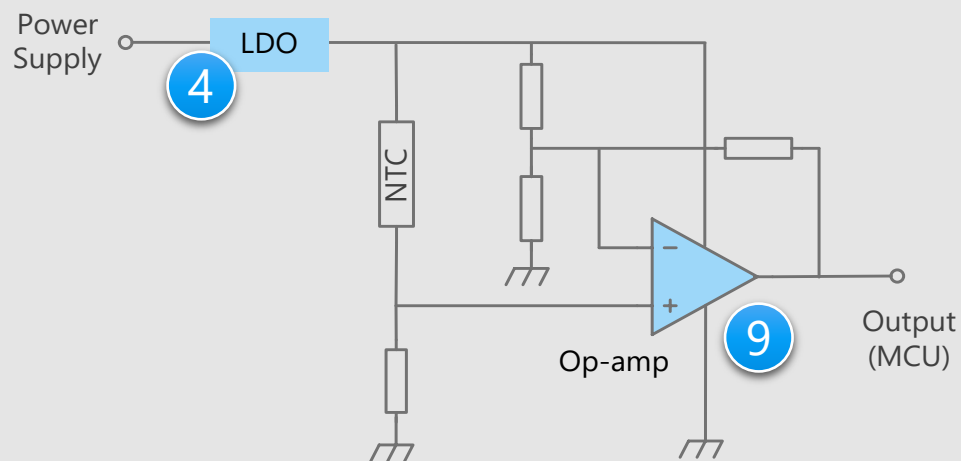 Power
Supply
LDO
4
NTC
−
+
Op-amp
9
Output
(MCU)